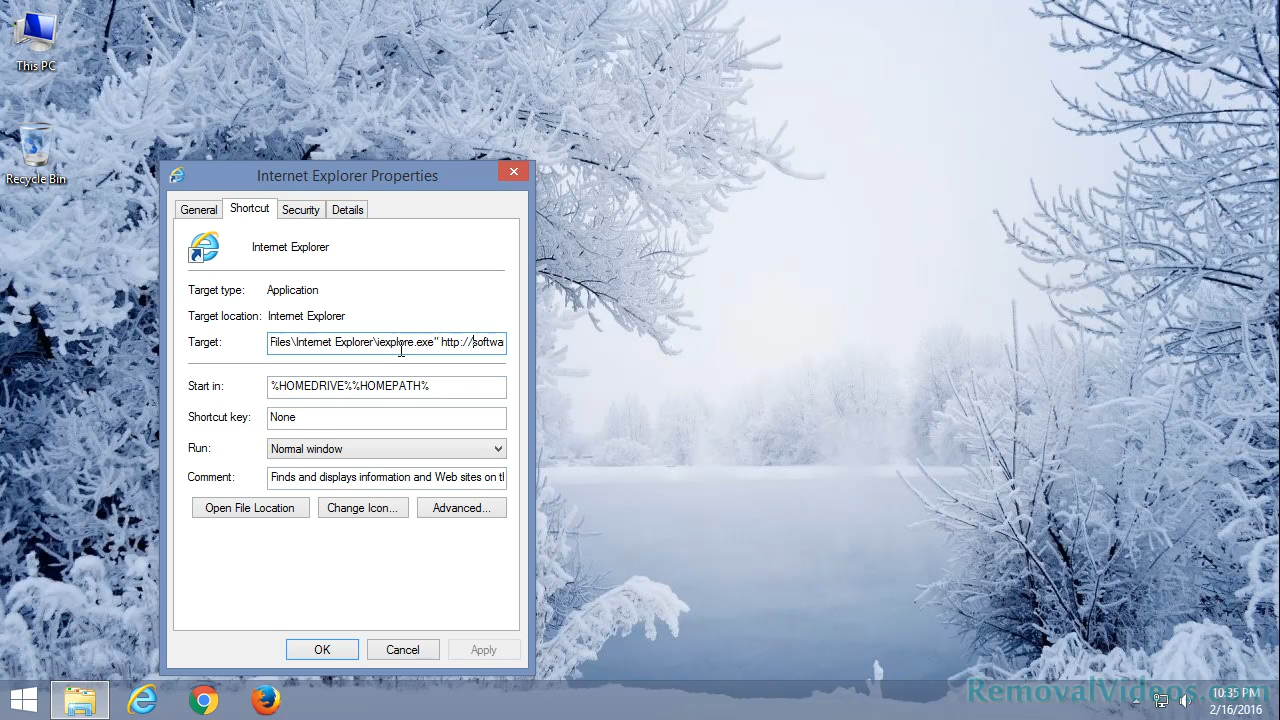 This PC
Recycle Bin
Internet Explorer Properties
General Shortcut Security Details
Internet Explorer
Target type: Application
Target location: Internet Explorer
Target: Files\Internet Explorer\iexplore.exe" http://softwa
Start in: %HOMEDRIVE%%HOMEPATH%
Shortcut key: None
Run: Normal window
Comment: Finds and displays information and Web sites on tl
Open File Location Change Icon... Advanced...
OK Cancel Apply
RemovalVideos.com
10:35 PM
2/16/2016